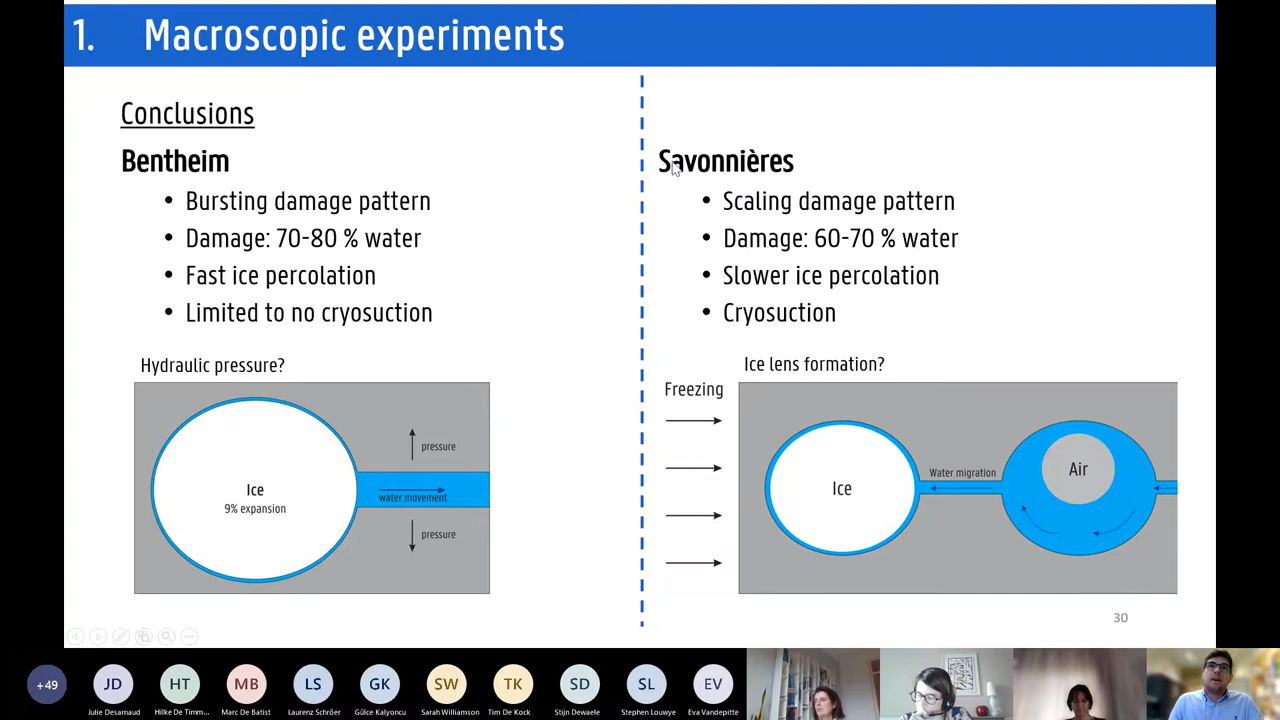 1. Macroscopic experiments
Conclusions
Bentheim
• Bursting damage pattern
• Damage: 70-80 % water
• Fast ice percolation
• Limited to no cryosuction
Hydraulic pressure?
Ice
9% expansion
pressure
water movement
pressure
Savonnières
• Scaling damage pattern
• Damage: 60-70 % water
• Slower ice percolation
• Cryosuction
Ice lens formation?
Freezing
Ice
Water migration
Air
30
+49
JD
HT
MB
LS
GK
SW
TK
SD
SL
EV
Julie Desarnaud
Hilke De Timm...
Marc De Batist
Laurenz Schröer
Gülce Kalyoncu
Sarah Williamson
Tim De Kock
Stijn Dewaele
Stephen Louwye
Eva Vandepitte